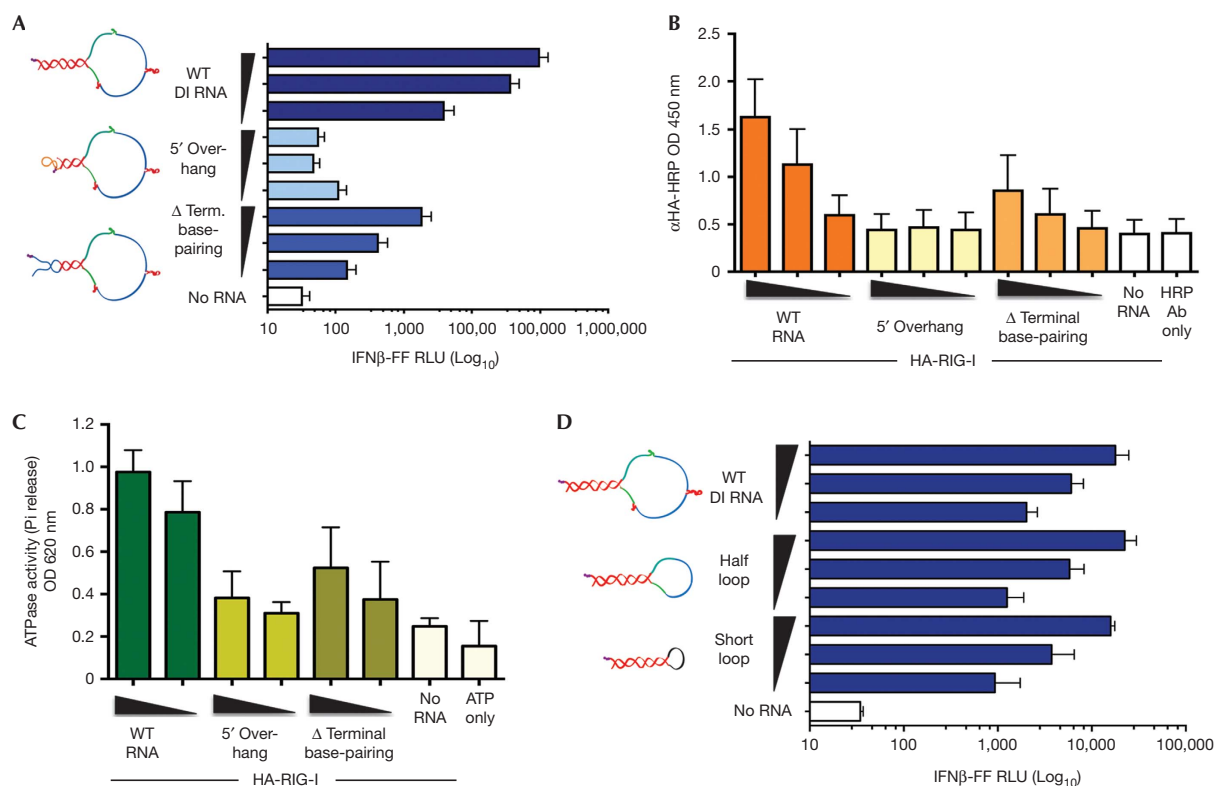 A
WT
DI RNA
5′ Over-
hang
Δ Term.
base-
pairing
No RNA
10 100 1,000 10,000 100,000 1,000,000
IFNβ-FF RLU (Log10)
B
αHA-HRP OD 450 nm
2.5
2.0
1.5
1.0
0.5
0
WT
RNA
5′ Overhang
Δ Terminal
base-pairing
No
RNA
HRP
Ab
only
HA-RIG-I
C
ATPase activity (Pi release)
OD 620 nm
1.2
1.0
0.8
0.6
0.4
0.2
0
WT
RNA
5′ Over-
hang
Δ Terminal
base-pairing
No
RNA
ATP
only
HA-RIG-I
D
WT
DI RNA
Half
loop
Short
loop
No RNA
10 100 1,000 10,000 100,000
IFNβ-FF RLU (Log10)